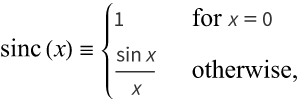 sinc (x) ≡ { 1 for x = 0
sin x / x otherwise,